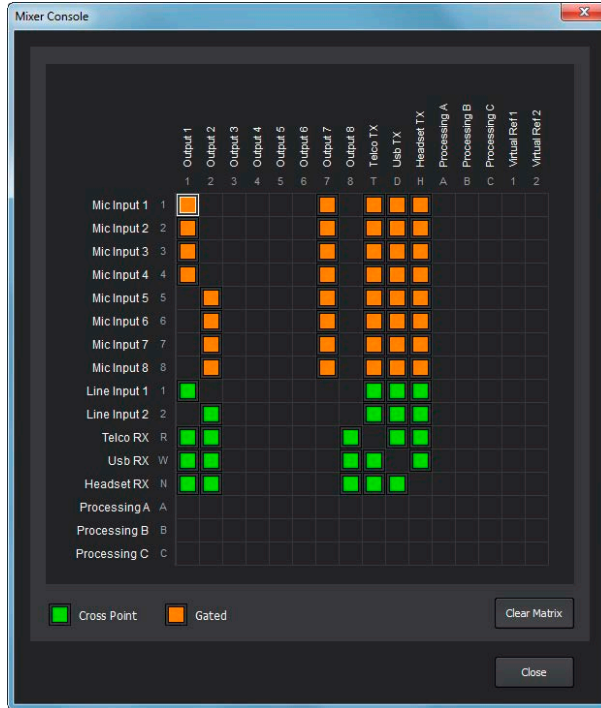 Mixer Console
Output 1 Output 2 Output 3 Output 4 Output 5 Output 6 Output 7 Output 8 Telco TX Usb TX Headset TX Processing A Processing B Processing C Virtual Ref 1 Virtual Ref 2
1 2 3 4 5 6 7 8 T D H A B C 1 2
Mic Input 1 1
Mic Input 2 2
Mic Input 3 3
Mic Input 4 4
Mic Input 5 5
Mic Input 6 6
Mic Input 7 7
Mic Input 8 8
Line Input 1 1
Line Input 2 2
Telco RX R
Usb RX W
Headset RX N
Processing A A
Processing B B
Processing C C
Cross Point Gated Clear Matrix
Close